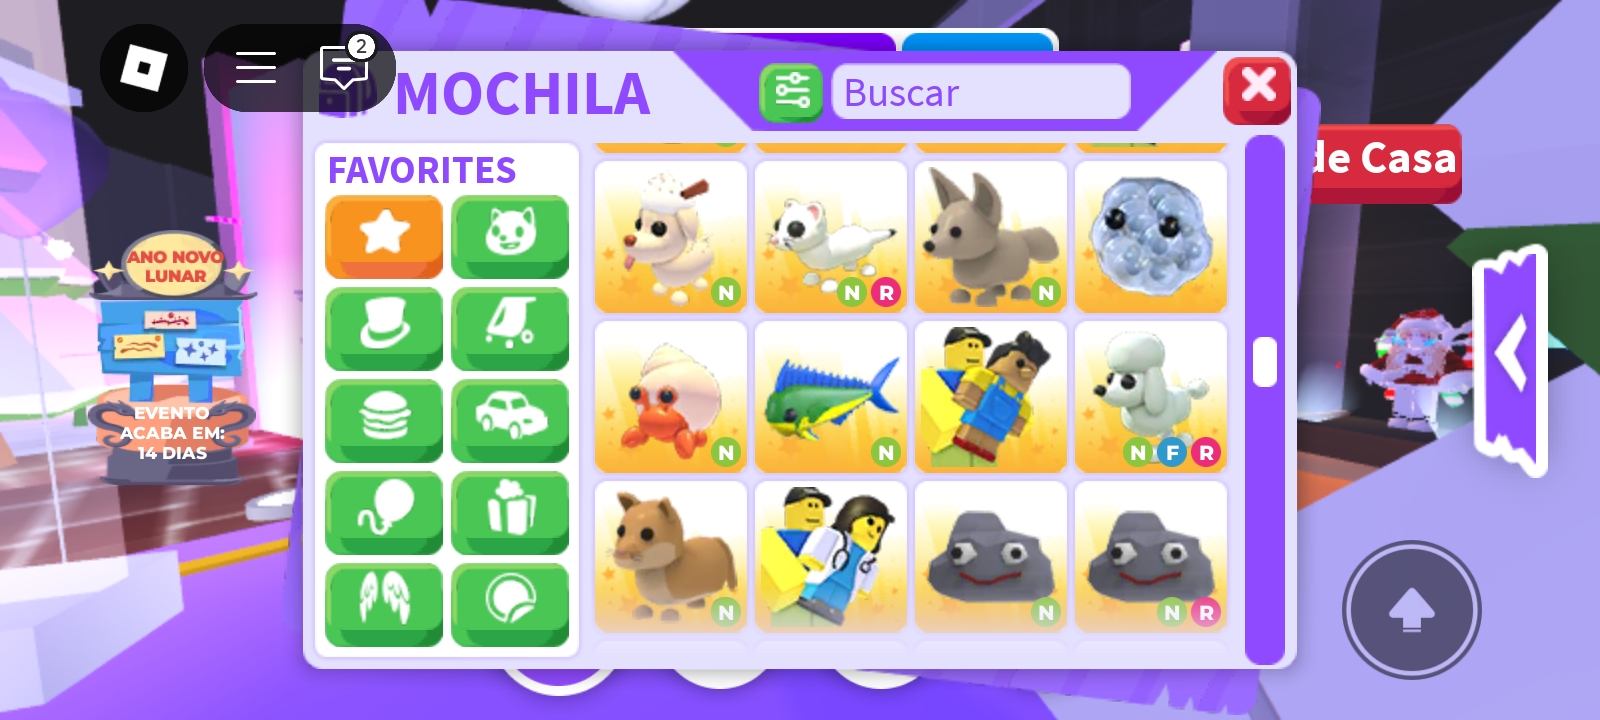 2
MOCHILA
Buscar
FAVORITES
de Casa
ANO NOVO
LUNAR
EVENTO
ACABA EM:
14 DIAS
N
N R
N
N
N
N F R
N
N
N R